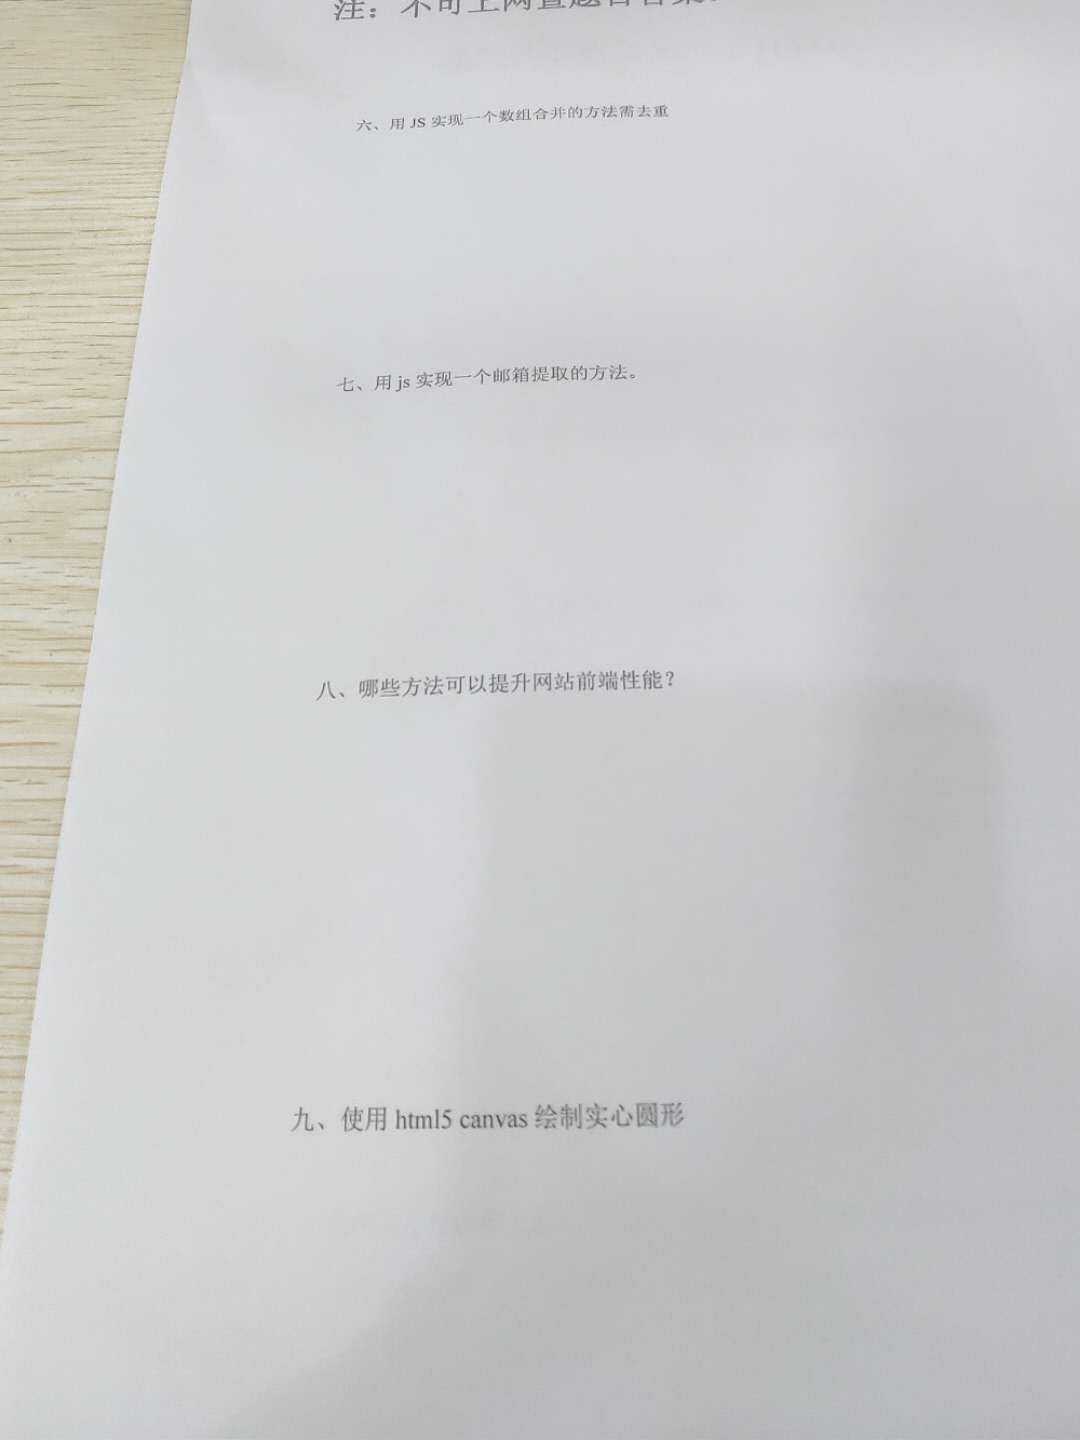 注：不可上网查题目答案
六、用 JS 实现一个数组合并的方法需去重
七、用 js 实现一个邮箱提取的方法。
八、哪些方法可以提升网站前端性能？
九、使用 html5 canvas 绘制实心圆形